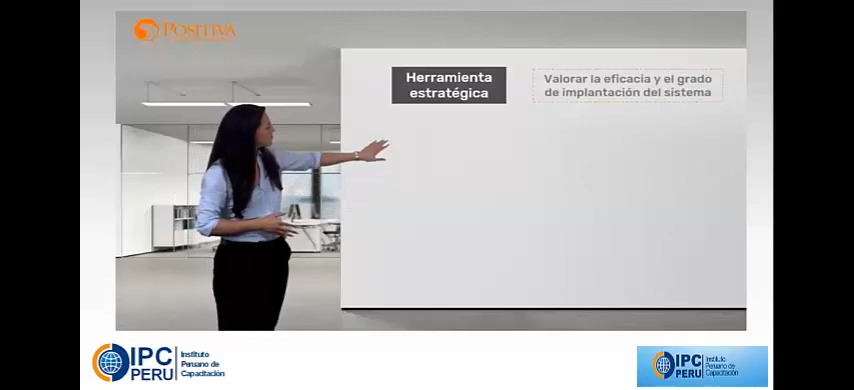 POSITIVA
Herramienta
estratégica
Valorar la eficacia y el grado
de implantación del sistema
IPC
PERU
Instituto
Peruano de
Capacitación
IPC
PERU
Instituto
Peruano de
Capacitación